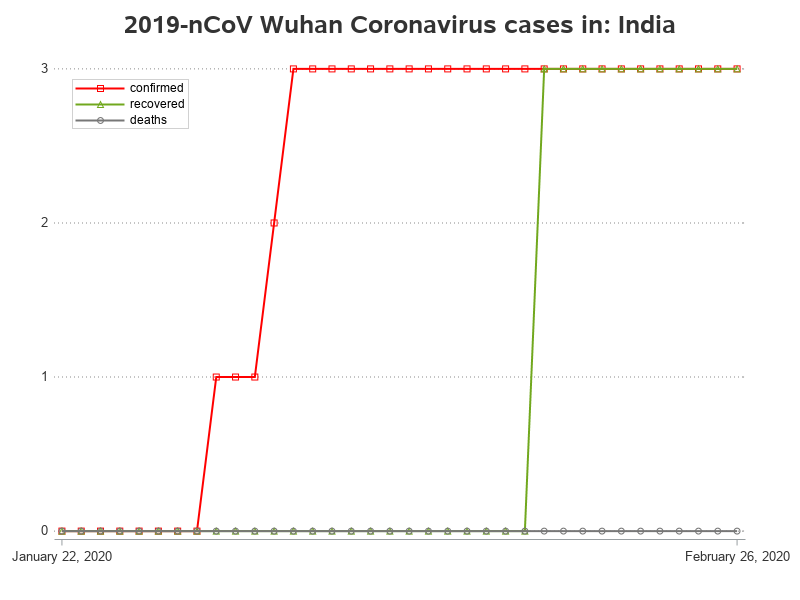 2019-nCoV Wuhan Coronavirus cases in: India
3
confirmed
recovered
deaths
2
1
0
January 22, 2020
February 26, 2020